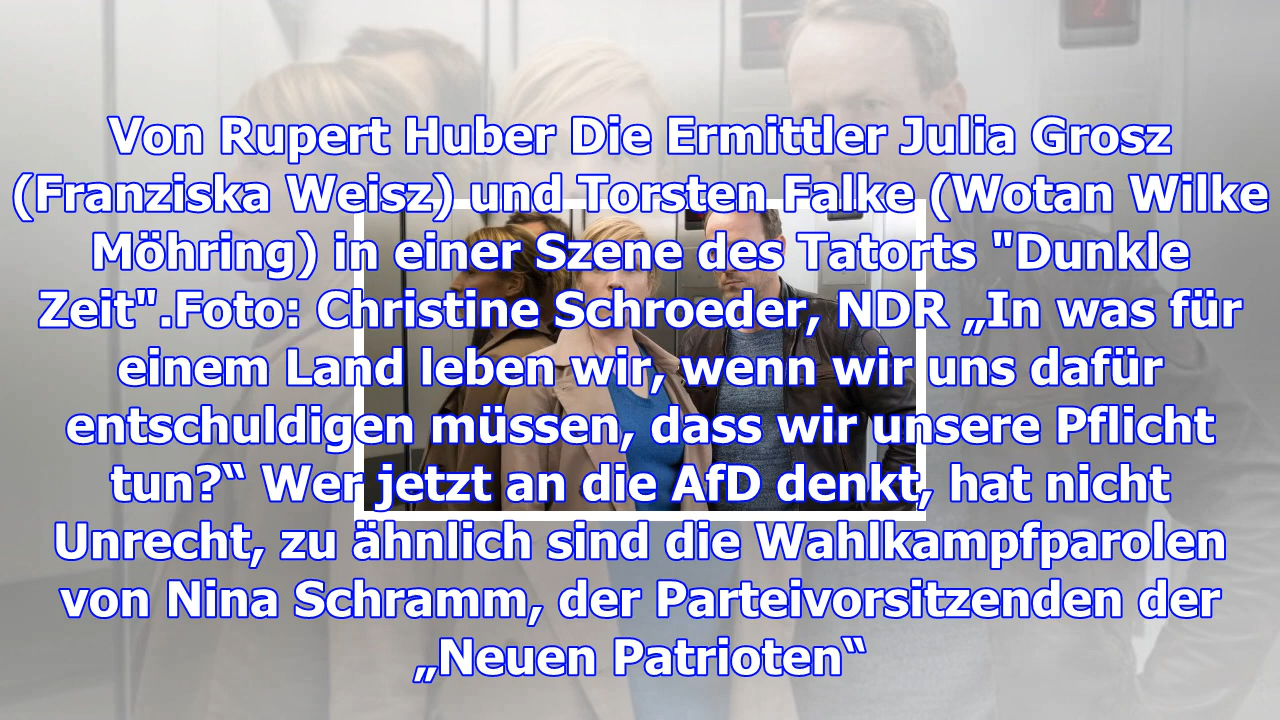 Von Rupert Huber Die Ermittler Julia Grosz
(Franziska Weisz) und Torsten Falke (Wotan Wilke
Möhring) in einer Szene des Tatorts "Dunkle
Zeit".Foto: Christine Schroeder, NDR „In was für
einem Land leben wir, wenn wir uns dafür
entschuldigen müssen, dass wir unsere Pflicht
tun?“ Wer jetzt an die AfD denkt, hat nicht
Unrecht, zu ähnlich sind die Wahlkampfparolen
von Nina Schramm, der Parteivorsitzenden der
„Neuen Patrioten“